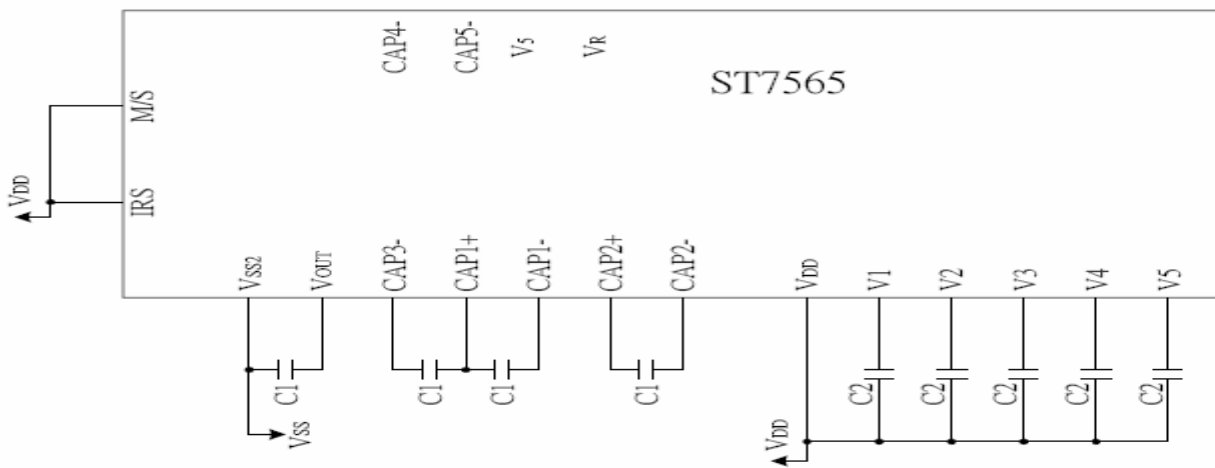 CAP4-
CAP5-
V5
VR
ST7565
M/S
VDD
IRS
VSS2
VOUT
CAP3-
CAP1+
CAP1-
CAP2+
CAP2-
VDD
V1
V2
V3
V4
V5
C1
C1
C1
C1
C2
C2
C2
C2
C2
VSS
VDD